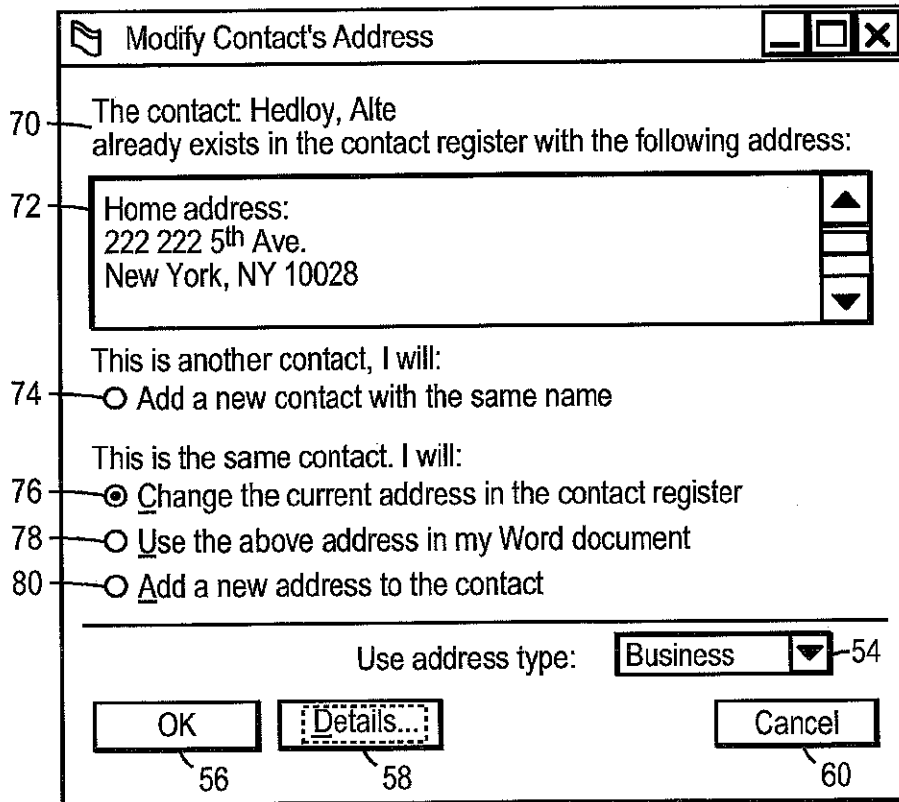 Modify Contact's Address
70 The contact: Hedloy, Alte
already exists in the contact register with the following address:
72 Home address:
222 222 5th Ave.
New York, NY 10028
This is another contact, I will:
74 Add a new contact with the same name
This is the same contact. I will:
76 Change the current address in the contact register
78 Use the above address in my Word document
80 Add a new address to the contact
Use address type: Business 54
OK Details... Cancel
56 58 60